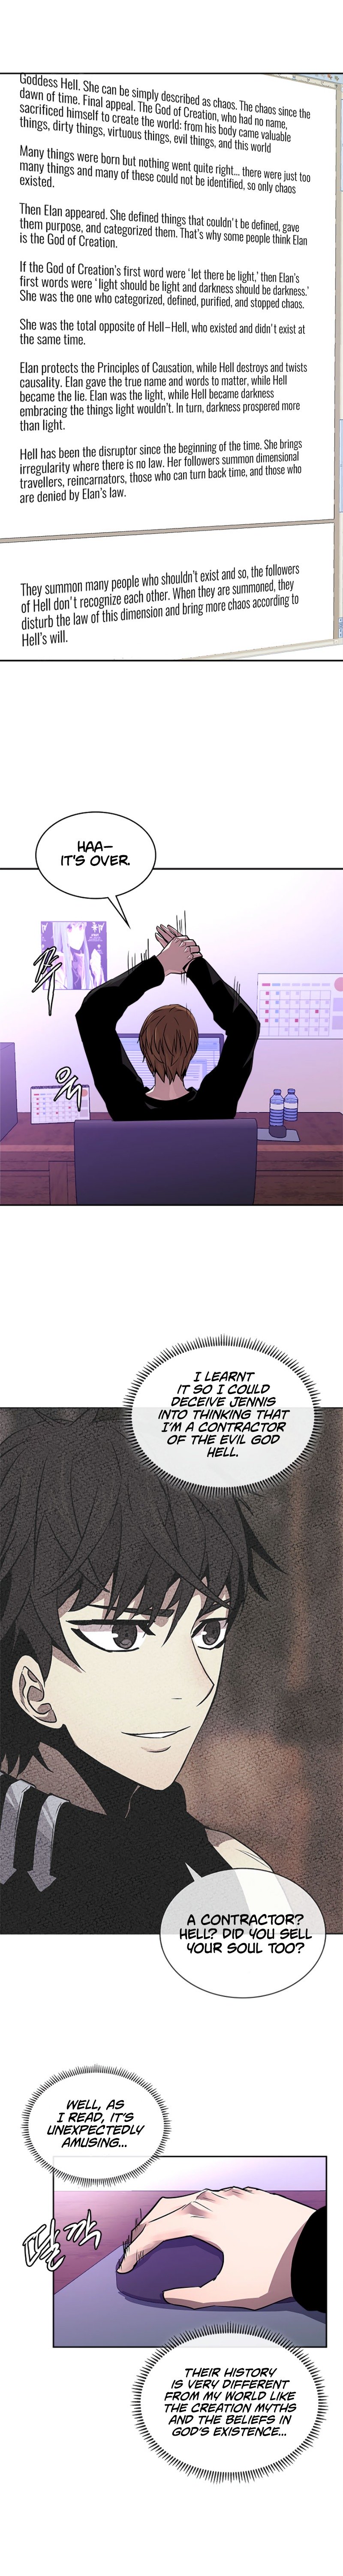 Goddess Hell. She can be simply described as chaos. The chaos since the
dawn of time. Final appeal. The God of Creation, who had no name,
sacrificed himself to create the world: from his body came valuable
things, dirty things, virtuous things, evil things, and this world
Many things were born but nothing went quite right... there were just too
many things and many of these could not be identified, so only chaos
existed.
Then Elan appeared. She defined things that couldn't be defined, gave
them purpose, and categorized them. That's why some people think Elan
is the God of Creation.
If the God of Creation's first word were 'let there be light,' then Elan's
first words were 'light should be light and darkness should be darkness.'
She was the one who categorized, defined, purified, and stopped chaos.
She was the total opposite of Hell–Hell, who existed and didn't exist at
the same time.
Elan protects the Principles of Causation, while Hell destroys and twists
causality. Elan gave the true name and words to matter, while Hell
became the lie. Elan was the light, while Hell became darkness
embracing the things light wouldn't. In turn, darkness prospered more
than light.
Hell has been the disruptor since the beginning of the time. She brings
irregularity where there is no law. Her followers summon dimensional
travellers, reincarnators, those who can turn back time, and those who
are denied by Elan's law.
They summon many people who shouldn't exist and so, the followers
of Hell don't recognize each other. When they are summoned, they
disturb the law of this dimension and bring more chaos according to
Hell's will.
HAA–
IT'S OVER.
I LEARNT
IT SO I COULD
DECEIVE JENNIS
INTO THINKING THAT
I'M A CONTRACTOR
OF THE EVIL GOD
HELL.
A CONTRACTOR?
HELL? DID YOU SELL
YOUR SOUL TOO?
WELL, AS
I READ, IT'S
UNEXPECTEDLY
AMUSING...
딸깍
THEIR HISTORY
IS VERY DIFFERENT
FROM MY WORLD LIKE
THE CREATION MYTHS
AND THE BELIEFS IN
GOD'S EXISTENCE...